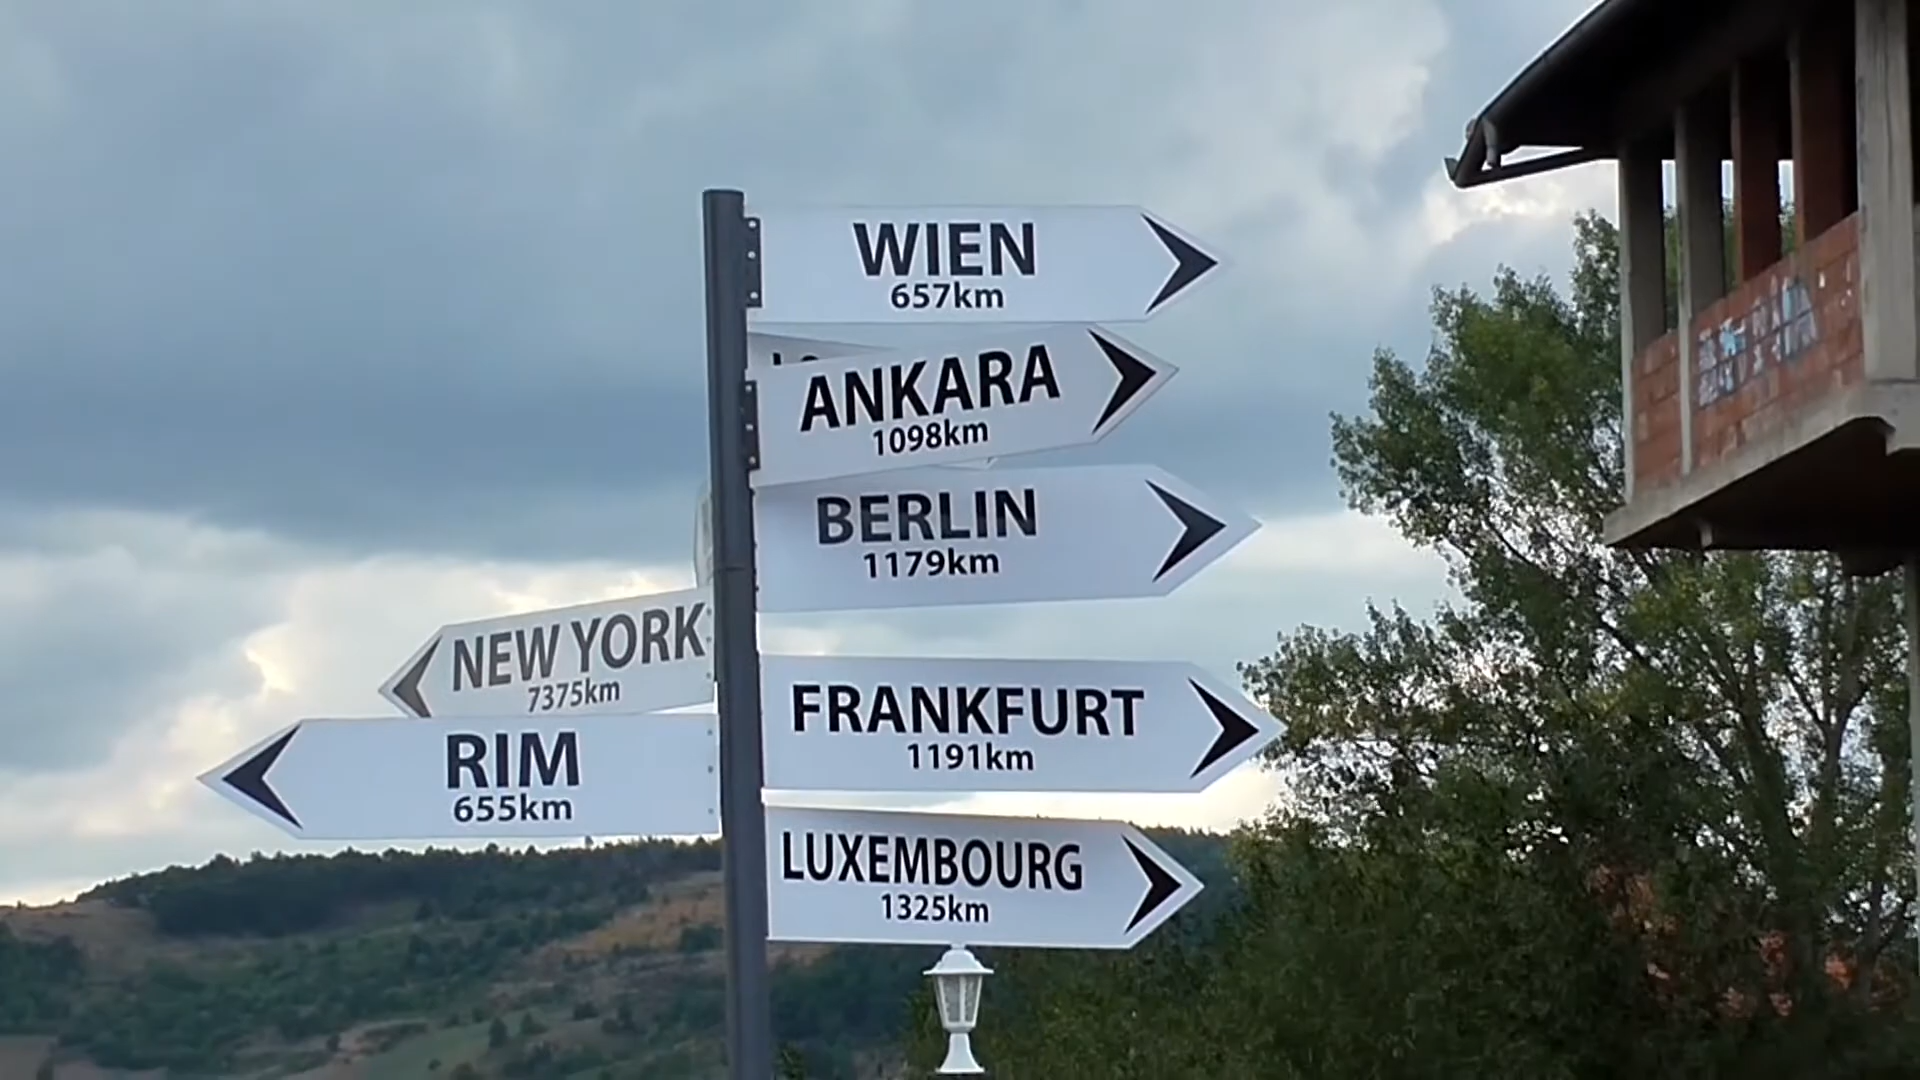 WIEN
657km
ANKARA
1098km
BERLIN
1179km
NEW YORK
7375km
FRANKFURT
1191km
RIM
655km
LUXEMBOURG
1325km